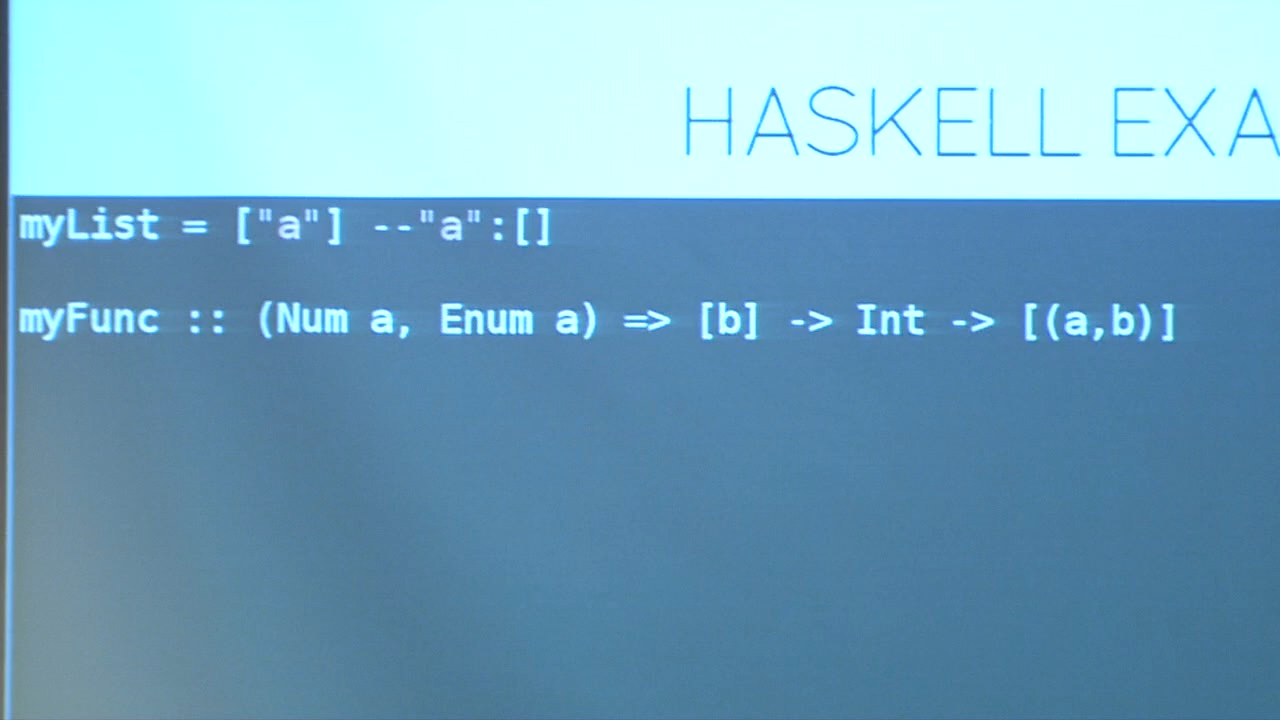 HASKELL EXA
myList = ["a"] --"a":[]
myFunc :: (Num a, Enum a) => [b] -> Int -> [(a,b)]